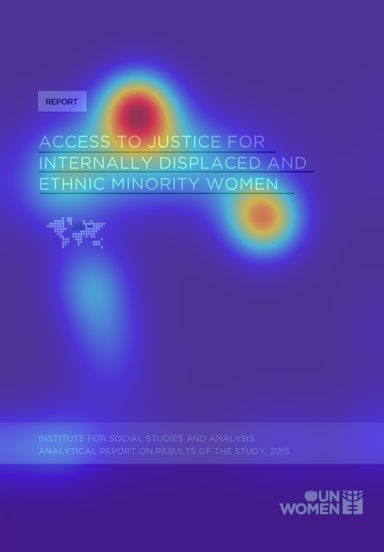 REPORT
ACCESS TO JUSTICE FOR
INTERNALLY DISPLACED AND
ETHNIC MINORITY WOMEN
INSTITUTE FOR SOCIAL STUDIES AND ANALYSIS
ANALYTICAL REPORT ON RESULTS OF THE STUDY, 2015
UN
WOMEN